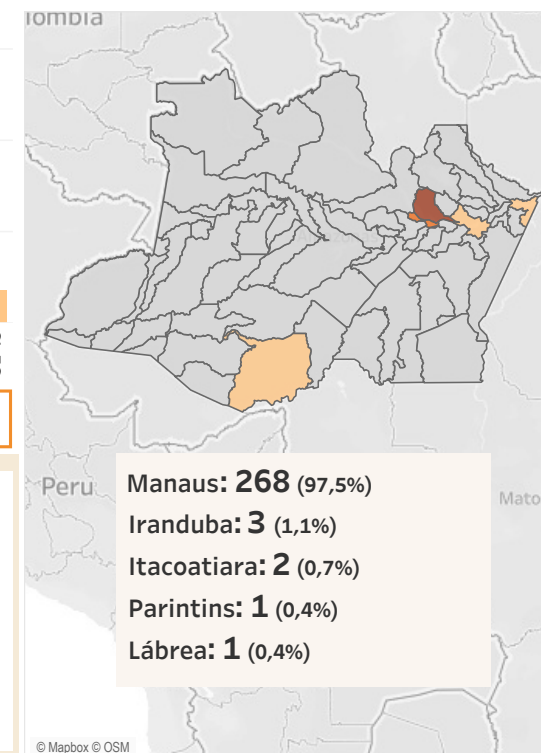 lombia
Peru
Mato
Manaus: 268 (97,5%)
Iranduba: 3 (1,1%)
Itacoatiara: 2 (0,7%)
Parintins: 1 (0,4%)
Lábrea: 1 (0,4%)
© Mapbox © OSM